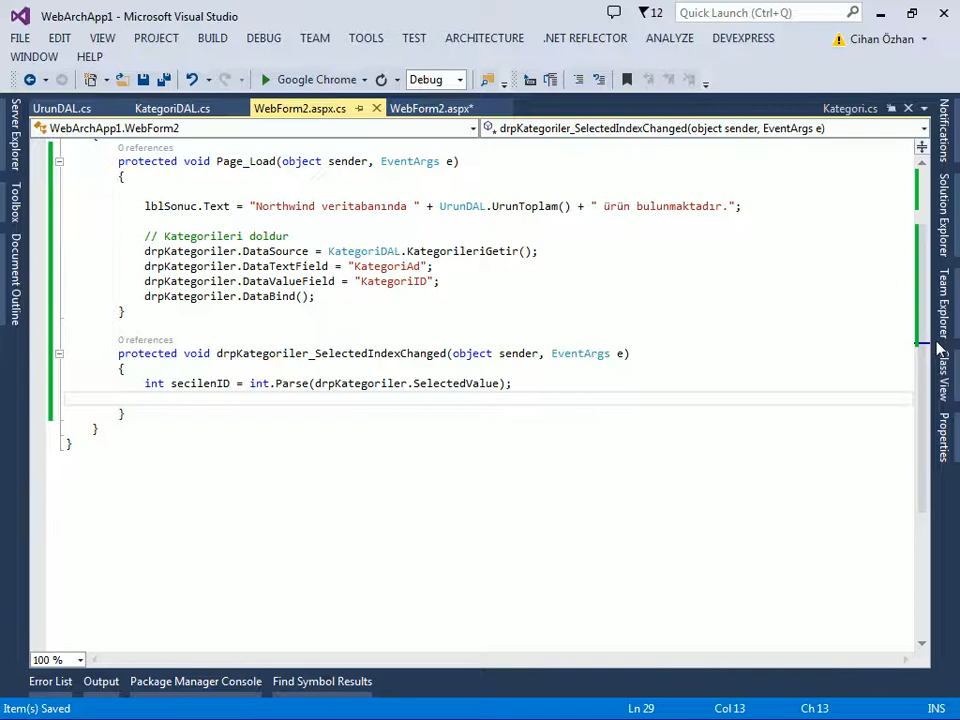 WebArchApp1 - Microsoft Visual Studio
12
Quick Launch (Ctrl+Q)
FILE EDIT VIEW PROJECT BUILD DEBUG TEAM TOOLS TEST ARCHITECTURE .NET REFLECTOR ANALYZE DEVEXPRESS
Cihan Özhan
WINDOW HELP
Google Chrome
Debug
UrunDAL.cs KategoriDAL.cs WebForm2.aspx.cs WebForm2.aspx* Kategori.cs
WebArchApp1.WebForm2
drpKategoriler_SelectedIndexChanged(object sender, EventArgs e)
0 references
protected void Page_Load(object sender, EventArgs e)
{
lblSonuc.Text = "Northwind veritabanında " + UrunDAL.UrunToplam() + " ürün bulunmaktadır.";
// Kategorileri doldur
drpKategoriler.DataSource = KategoriDAL.KategorileriGetir();
drpKategoriler.DataTextField = "KategoriAd";
drpKategoriler.DataValueField = "KategoriID";
drpKategoriler.DataBind();
}
0 references
protected void drpKategoriler_SelectedIndexChanged(object sender, EventArgs e)
{
int secilenID = int.Parse(drpKategoriler.SelectedValue);
}
}
}
Server Explorer
Toolbox
Document Outline
Notifications
Solution Explorer
Team Explorer
Class View
Properties
100 %
Error List Output Package Manager Console Find Symbol Results
Item(s) Saved
Ln 29
Col 13
Ch 13
INS